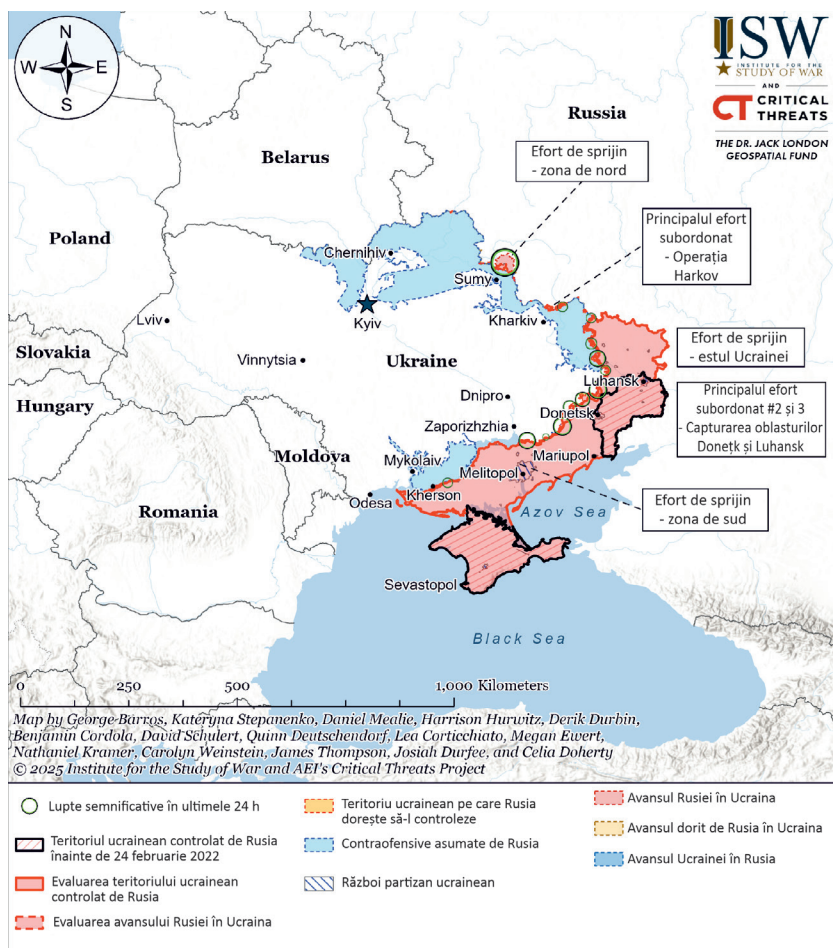 N
W E
S
ISW
INSTITUTE FOR THE
STUDY OF WAR
AND
CT CRITICAL
THREATS
THE DR. JACK LONDON
GEOSPATIAL FUND
Russia
Efort de sprijin
- zona de nord
Belarus
Principalul efort
subordonat
- Operația
Harkov
Poland
Chernihiv
Sumy
Lviv
Kyiv
Kharkiv
Efort de sprijin
- estul Ucrainei
Slovakia
Vinnytsia
Ukraine
Luhansk
Hungary
Dnipro
Donetsk
Principalul efort
subordonat #2 și 3
- Capturarea oblasturilor
Donețk și Luhansk
Zaporizhzhia
Moldova
Mykolaiv
Mariupol
Melitopol
Kherson
Odesa
Romania
Azov Sea
Efort de sprijin
- zona de sud
Sevastopol
Black Sea
0 250 500 1,000 Kilometers
Map by George Barros, Kateryna Stepanenko, Daniel Mealie, Harrison Hurwitz, Derik Durbin,
Benjamin Cordola, David Schulert, Quinn Deutschendorf, Lea Corticchiato, Megan Ewert,
Nathaniel Kramer, Carolyn Weinstein, James Thompson, Josiah Durfee, and Celia Doherty
© 2025 Institute for the Study of War and AEI's Critical Threats Project
Lupte semnificative în ultimele 24 h
Teritoriul ucrainean controlat de Rusia
înainte de 24 februarie 2022
Evaluarea teritoriului ucrainean
controlat de Rusia
Evaluarea avansului Rusiei în Ucraina
Teritoriu ucrainean pe care Rusia
dorește să-l controleze
Contraofensive asumate de Rusia
Război partizan ucrainean
Avansul Rusiei în Ucraina
Avansul dorit de Rusia în Ucraina
Avansul Ucrainei în Rusia